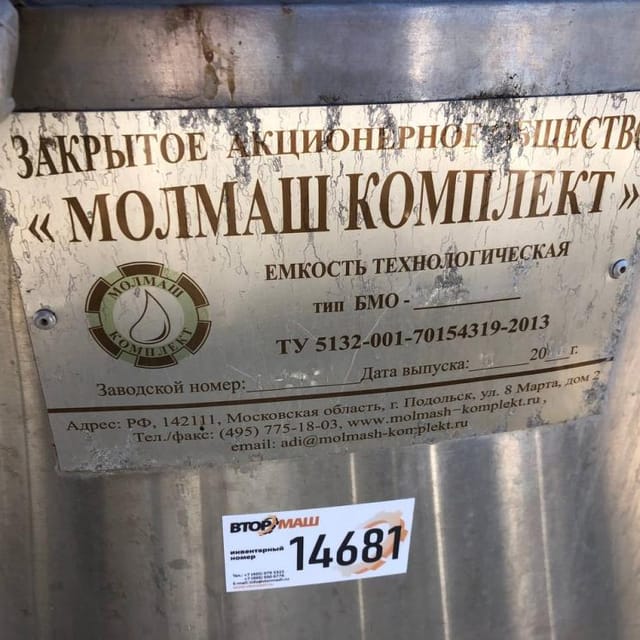 ЗАКРЫТОЕ АКЦИОНЕРНОЕ ОБЩЕСТВО
« МОЛМАШ КОМПЛЕКТ »
ЕМКОСТЬ ТЕХНОЛОГИЧЕСКАЯ
МОЛМАШ
КОМПЛЕКТ
ТИП БМО -
ТУ 5132-001-70154319-2013
Заводской номер: Дата выпуска: 20 г.
Адрес: РФ, 142111, Московская область, г. Подольск, ул. 8 Марта, дом 2
Тел./факс: (495) 775-18-03, www.molmash-komplekt.ru ,
email: adi@molmash-komplekt.ru
ВТОР МАШ
инвентарный
номер
14681